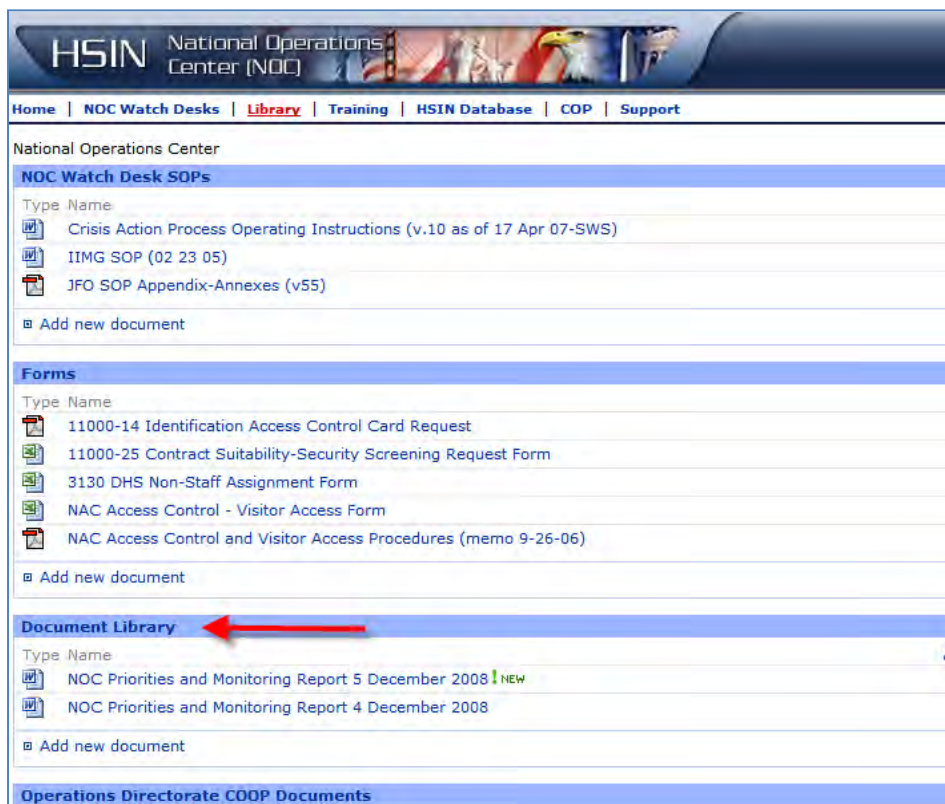 HSIN National Operations Center (NOC)
Home | NOC Watch Desks | Library | Training | HSIN Database | COP | Support
National Operations Center
NOC Watch Desk SOPs
Type Name
Crisis Action Process Operating Instructions (v.10 as of 17 Apr 07-SWS)
IIMG SOP (02 23 05)
JFO SOP Appendix-Annexes (v55)
Add new document
Forms
Type Name
11000-14 Identification Access Control Card Request
11000-25 Contract Suitability-Security Screening Request Form
3130 DHS Non-Staff Assignment Form
NAC Access Control - Visitor Access Form
NAC Access Control and Visitor Access Procedures (memo 9-26-06)
Add new document
Document Library
Type Name
NOC Priorities and Monitoring Report 5 December 2008 ! NEW
NOC Priorities and Monitoring Report 4 December 2008
Add new document
Operations Directorate COOP Documents